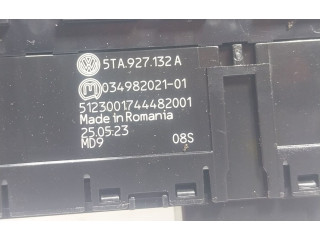 5TA.927.132 A
034982021-01
5123001744482001
Made in Romania
25.05.23
MD9 08S